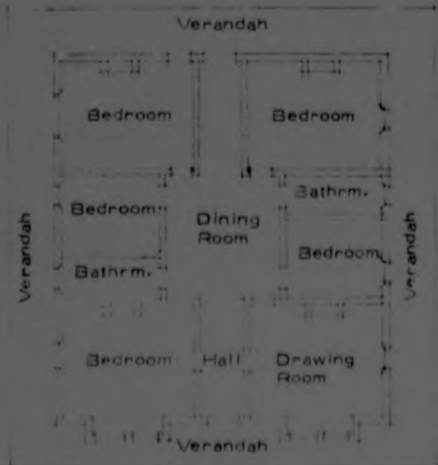 Verandah
Bedroom
Bedroom
Bathrm.
Bedroom
Dining
Room
Verandah
Bedroom
Verandah
Bathrm.
Bedroom
Hall
Drawing
Room
Verandah